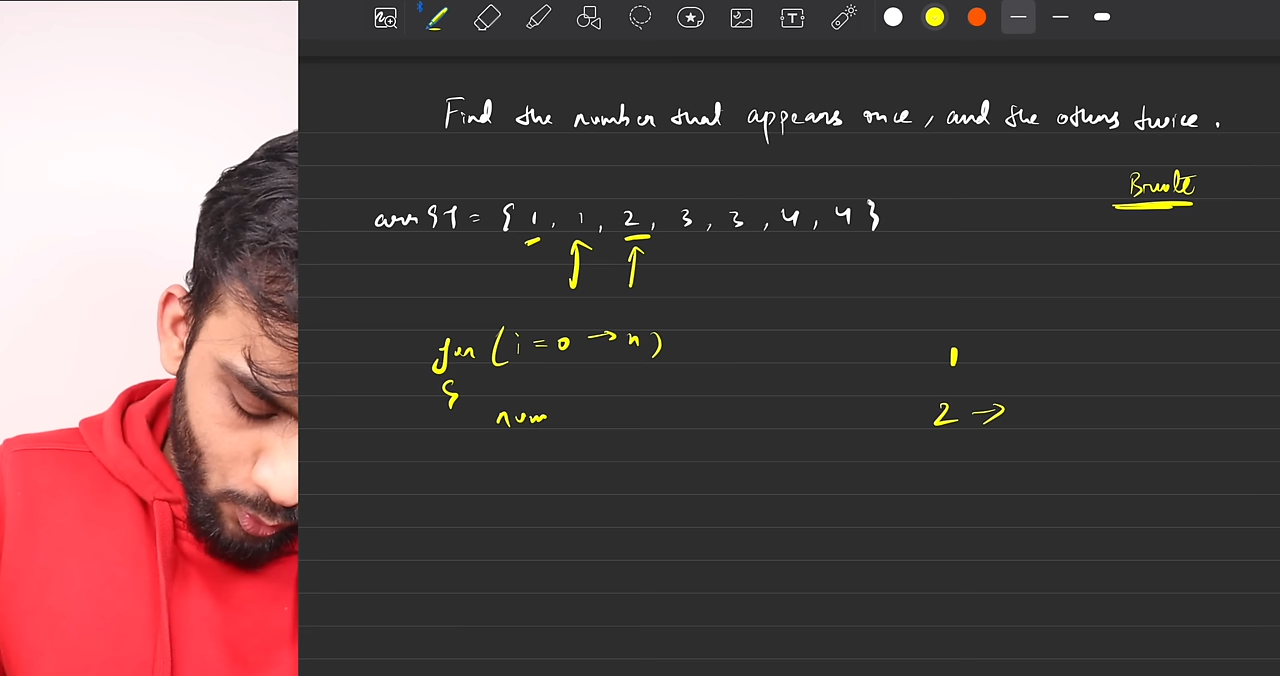 Find the number that appears once, and the others twice.
Brute
arr[] = { 1, 1, 2, 3, 3, 4, 4 }
for (i = 0 → n)
1
{
num
2 →